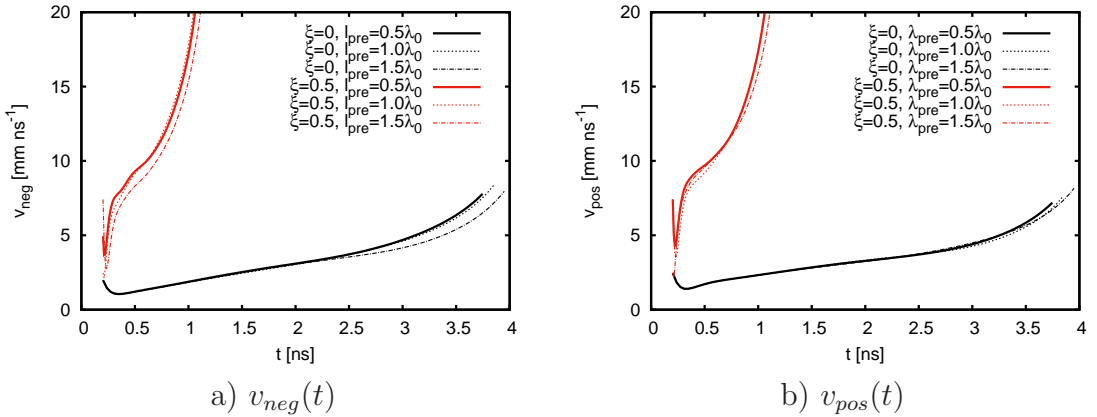 20
15
10
5
0
0 0.5 1 1.5 2 2.5 3 3.5 4
v_neg [mm ns^-1]
t [ns]
ξ=0, l_pre=0.5λ_0
ξ=0, l_pre=1.0λ_0
ξ=0, l_pre=1.5λ_0
ξ=0.5, l_pre=0.5λ_0
ξ=0.5, l_pre=1.0λ_0
ξ=0.5, l_pre=1.5λ_0
a) v_neg(t)
20
15
10
5
0
0 0.5 1 1.5 2 2.5 3 3.5 4
v_pos [mm ns^-1]
t [ns]
ξ=0, λ_pre=0.5λ_0
ξ=0, λ_pre=1.0λ_0
ξ=0, λ_pre=1.5λ_0
ξ=0.5, λ_pre=0.5λ_0
ξ=0.5, λ_pre=1.0λ_0
ξ=0.5, λ_pre=1.5λ_0
b) v_pos(t)